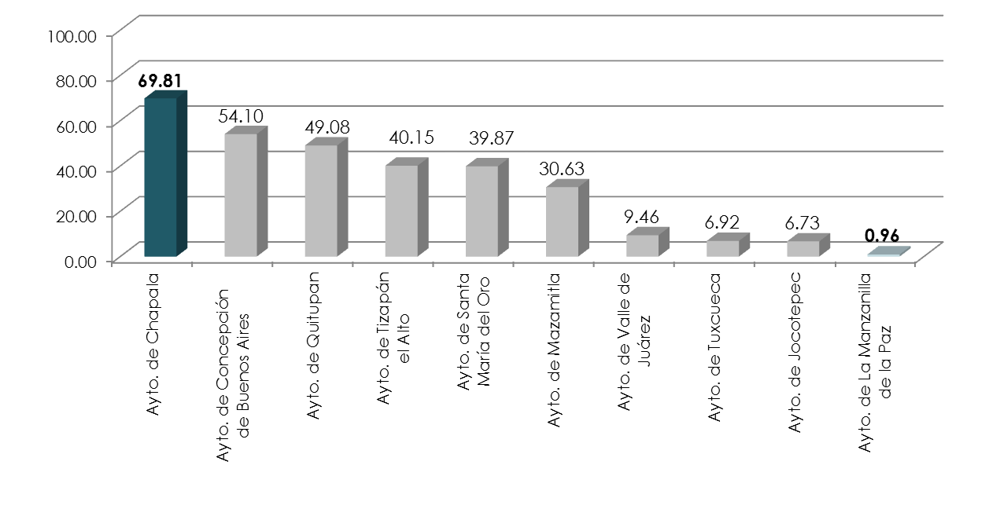 100.00
80.00
60.00
40.00
20.00
0.00
69.81
54.10
49.08
40.15
39.87
30.63
9.46
6.92
6.73
0.96
Ayto. de Chapala
Ayto. de Concepción
de Buenos Aires
Ayto. de Quitupan
Ayto. de Tizapán
el Alto
Ayto. de Santa
María del Oro
Ayto. de Mazamitla
Ayto. de Valle de
Juárez
Ayto. de Tuxcueca
Ayto. de Jocotepec
Ayto. de La Manzanilla
de la Paz